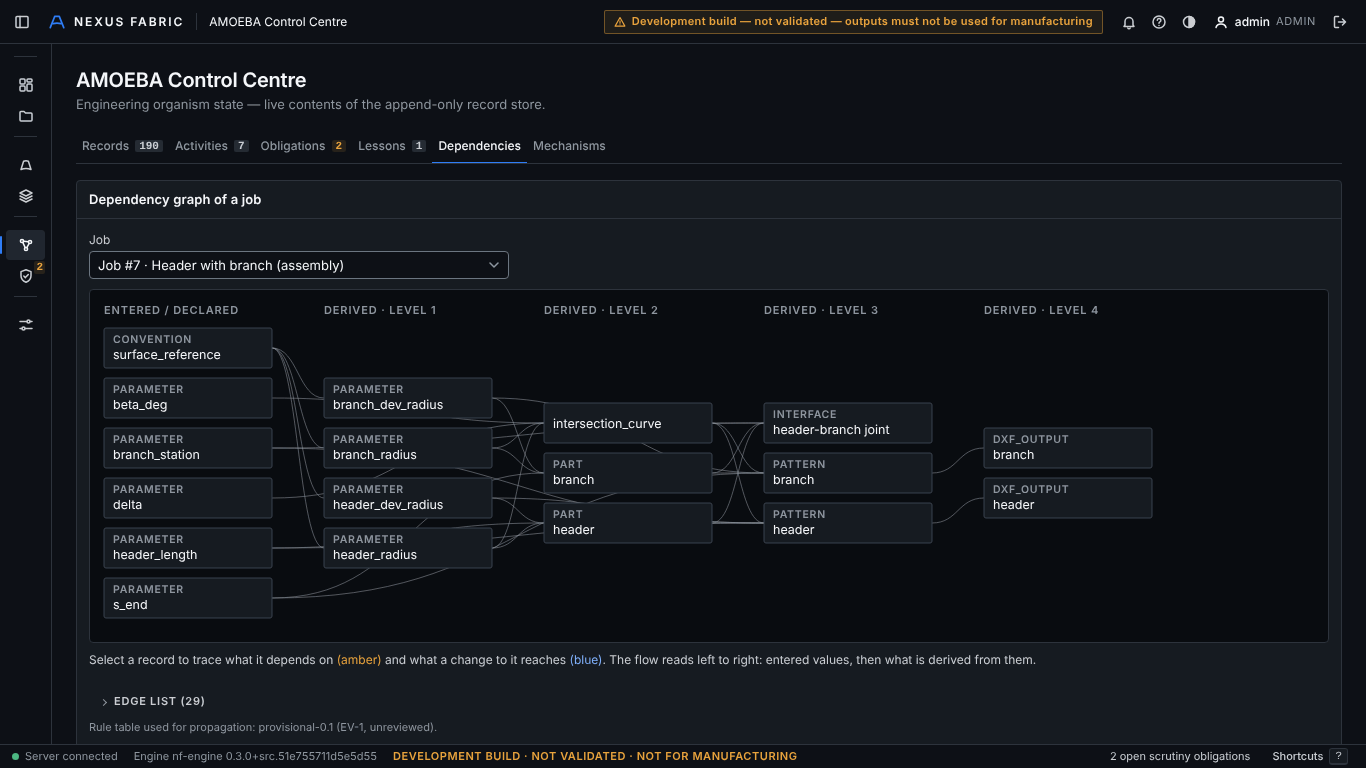 NEXUS FABRIC AMOEBA Control Centre Development build — not validated — outputs must not be used for manufacturing admin ADMIN
AMOEBA Control Centre
Engineering organism state — live contents of the append-only record store.
Records 190 Activities 7 Obligations 2 Lessons 1 Dependencies Mechanisms
2
Dependency graph of a job
Job
Job #7 · Header with branch (assembly)
ENTERED / DECLARED DERIVED · LEVEL 1 DERIVED · LEVEL 2 DERIVED · LEVEL 3 DERIVED · LEVEL 4
CONVENTION
surface_reference
PARAMETER
beta_deg
PARAMETER
branch_station
PARAMETER
delta
PARAMETER
header_length
PARAMETER
s_end
PARAMETER
branch_dev_radius
PARAMETER
branch_radius
PARAMETER
header_dev_radius
PARAMETER
header_radius
intersection_curve
PART
branch
PART
header
INTERFACE
header-branch joint
PATTERN
branch
PATTERN
header
DXF_OUTPUT
branch
DXF_OUTPUT
header
Select a record to trace what it depends on (amber) and what a change to it reaches (blue). The flow reads left to right: entered values, then what is derived from them.
EDGE LIST (29)
Rule table used for propagation: provisional-0.1 (EV-1, unreviewed).
Server connected Engine nf-engine 0.3.0+src.51e755711d5e5d55 DEVELOPMENT BUILD · NOT VALIDATED · NOT FOR MANUFACTURING 2 open scrutiny obligations Shortcuts ?